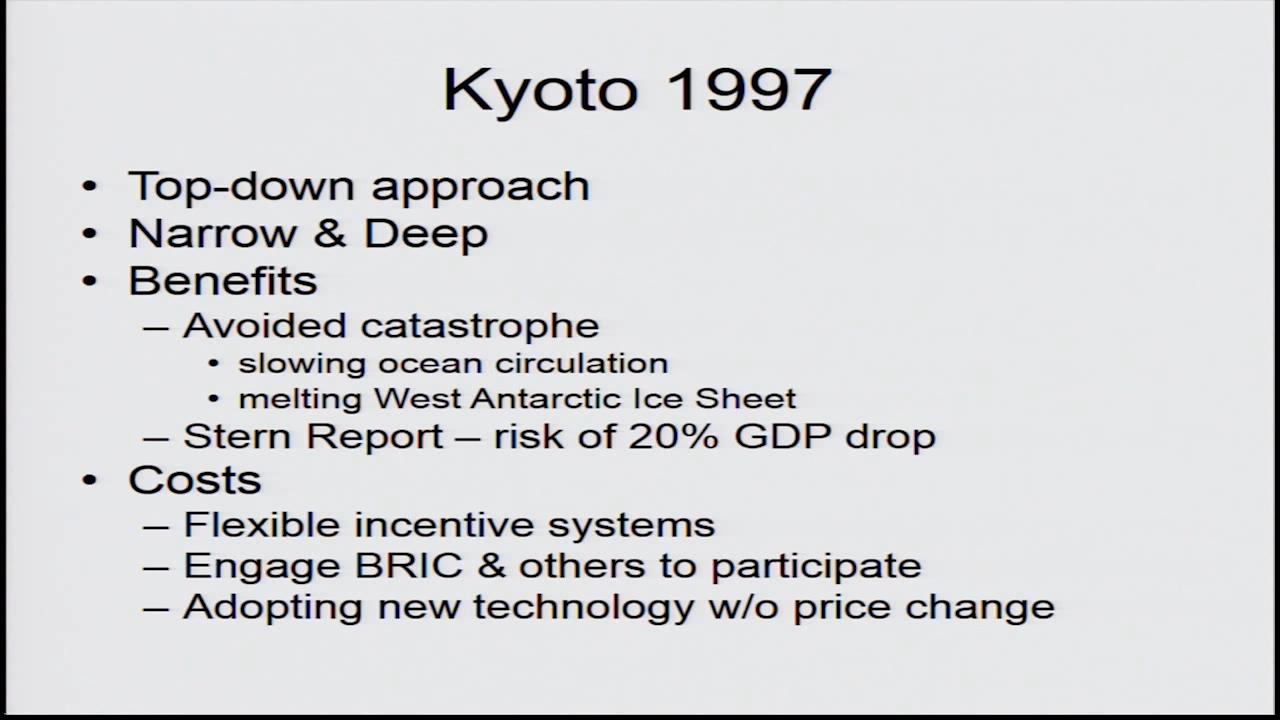 Kyoto 1997
• Top-down approach
• Narrow & Deep
• Benefits
– Avoided catastrophe
• slowing ocean circulation
• melting West Antarctic Ice Sheet
– Stern Report – risk of 20% GDP drop
• Costs
– Flexible incentive systems
– Engage BRIC & others to participate
– Adopting new technology w/o price change